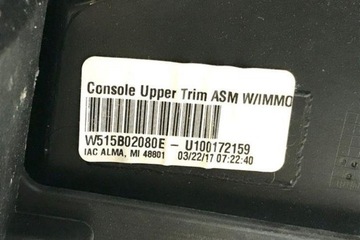 Console Upper Trim ASM W/IMMO
W515B02080E - U100172159
IAC ALMA, MI 48801 03/22/17 07:22:40